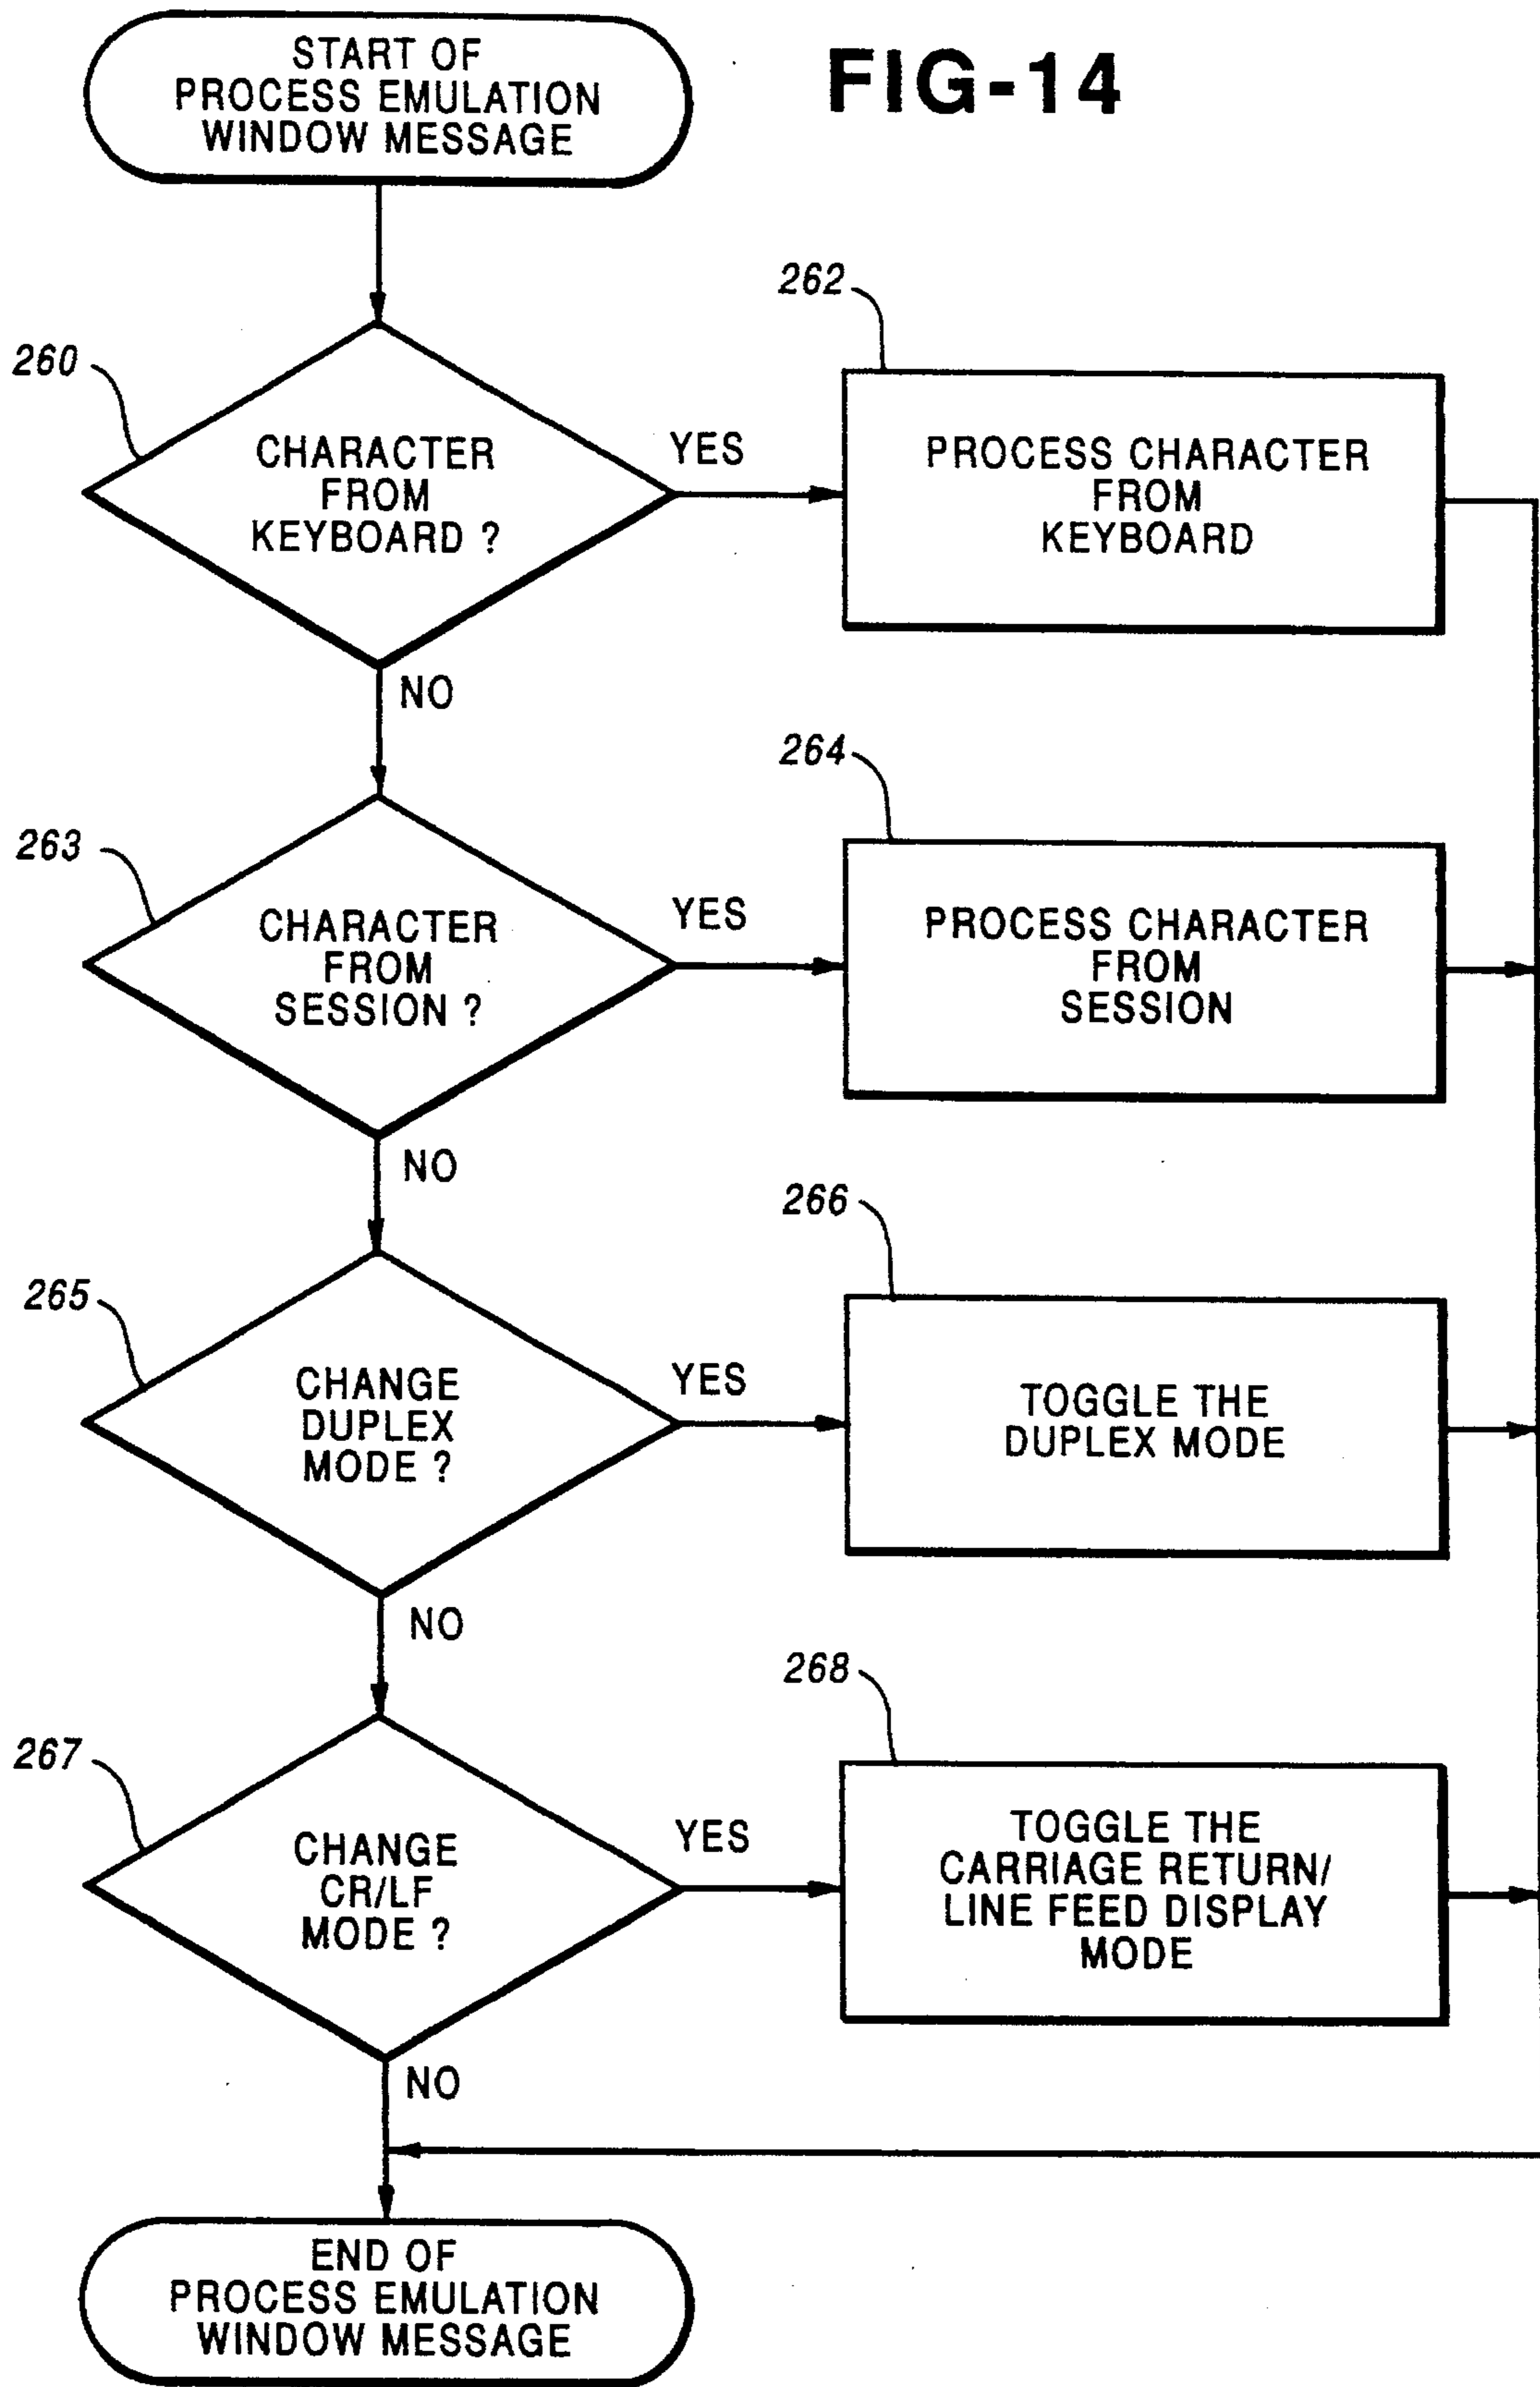 START OF
PROCESS EMULATION
WINDOW MESSAGE
FIG-14
260
CHARACTER
FROM
KEYBOARD ?
YES
262
PROCESS CHARACTER
FROM
KEYBOARD
NO
263
CHARACTER
FROM
SESSION ?
YES
264
PROCESS CHARACTER
FROM
SESSION
NO
265
CHANGE
DUPLEX
MODE ?
YES
266
TOGGLE THE
DUPLEX MODE
NO
267
CHANGE
CR/LF
MODE ?
YES
268
TOGGLE THE
CARRIAGE RETURN/
LINE FEED DISPLAY
MODE
NO
END OF
PROCESS EMULATION
WINDOW MESSAGE